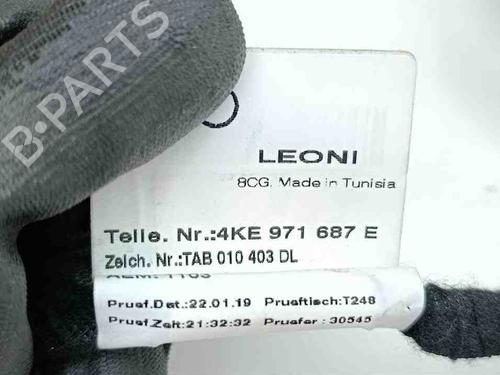 B-PARTS
LEONI
8CG. Made in Tunisia
Teile. Nr.:4KE 971 687 E
Zeich. Nr.:TAB 010 403 DL
Pruef.Dat.:22.01.19 Prueftisch:T248
Pruef.Zeit:21:32:32 Pruefer : 30545